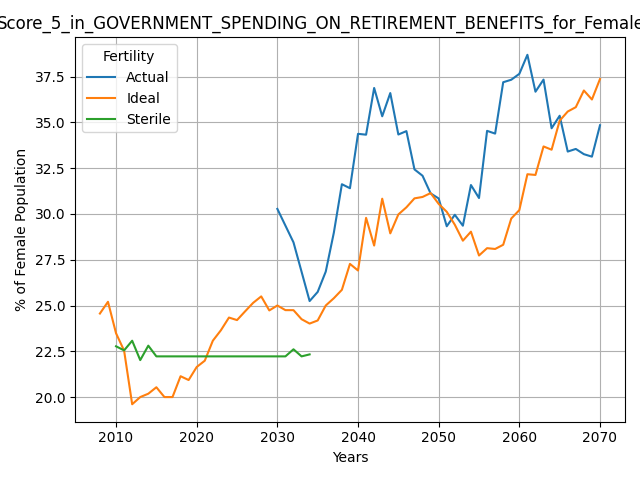 Score_5_in_GOVERNMENT_SPENDING_ON_RETIREMENT_BENEFITS_for_Female
Fertility
Actual
Ideal
Sterile
% of Female Population
37.5
35.0
32.5
30.0
27.5
25.0
22.5
20.0
2010 2020 2030 2040 2050 2060 2070
Years